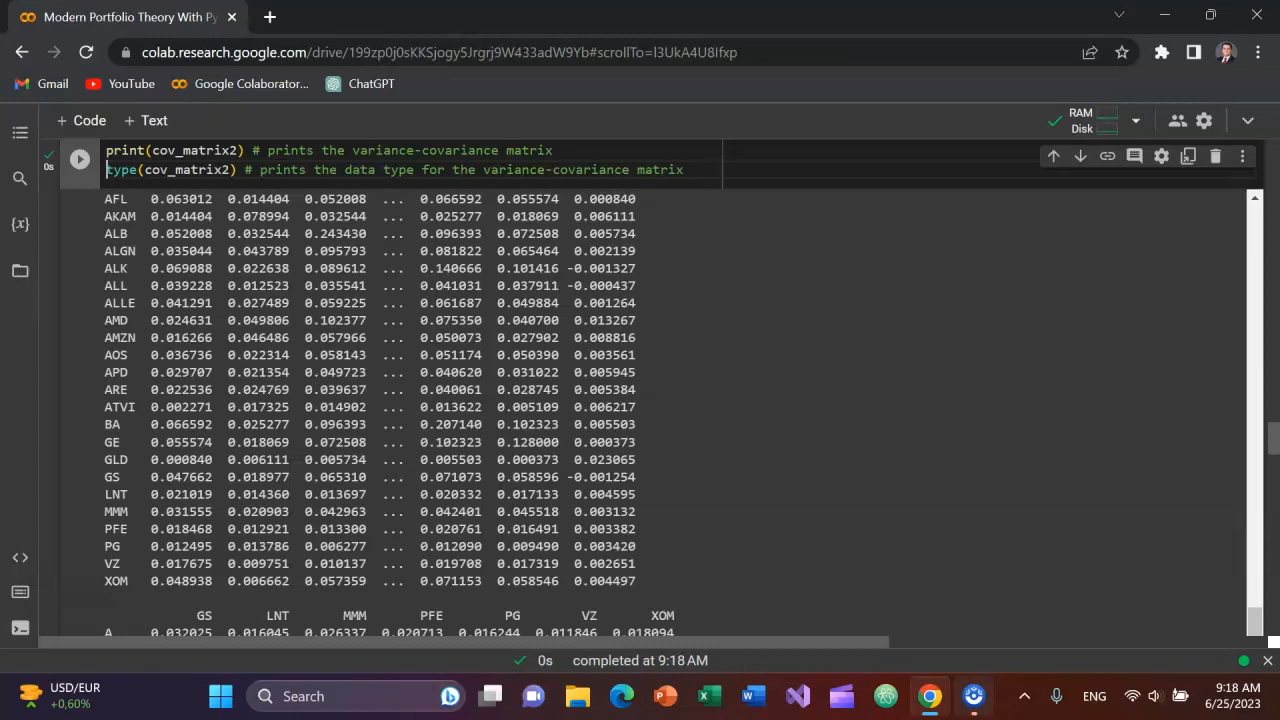 Modern Portfolio Theory With Py
colab.research.google.com/drive/199zp0j0sKKSjogy5Jrgrj9W433adW9Yb#scrollTo=l3UkA4U8Ifxp
Gmail YouTube Google Colaborator... ChatGPT
+ Code + Text RAM
Disk
0s print(cov_matrix2) # prints the variance-covariance matrix
type(cov_matrix2) # prints the data type for the variance-covariance matrix
AFL 0.063012 0.014404 0.052008 ... 0.066592 0.055574 0.000840
AKAM 0.014404 0.078994 0.032544 ... 0.025277 0.018069 0.006111
ALB 0.052008 0.032544 0.243430 ... 0.096393 0.072508 0.005734
ALGN 0.035044 0.043789 0.095793 ... 0.081822 0.065464 0.002139
ALK 0.069088 0.022638 0.089612 ... 0.140666 0.101416 -0.001327
ALL 0.039228 0.012523 0.035541 ... 0.041031 0.037911 -0.000437
ALLE 0.041291 0.027489 0.059225 ... 0.061687 0.049884 0.001264
AMD 0.024631 0.049806 0.102377 ... 0.075350 0.040700 0.013267
AMZN 0.016266 0.046486 0.057966 ... 0.050073 0.027902 0.008816
AOS 0.036736 0.022314 0.058143 ... 0.051174 0.050390 0.003561
APD 0.029707 0.021354 0.049723 ... 0.040620 0.031022 0.005945
ARE 0.022536 0.024769 0.039637 ... 0.040061 0.028745 0.005384
ATVI 0.002271 0.017325 0.014902 ... 0.013622 0.005109 0.006217
BA 0.066592 0.025277 0.096393 ... 0.207140 0.102323 0.005503
GE 0.055574 0.018069 0.072508 ... 0.102323 0.128000 0.000373
GLD 0.000840 0.006111 0.005734 ... 0.005503 0.000373 0.023065
GS 0.047662 0.018977 0.065310 ... 0.071073 0.058596 -0.001254
LNT 0.021019 0.014360 0.013697 ... 0.020332 0.017133 0.004595
MMM 0.031555 0.020903 0.042963 ... 0.042401 0.045518 0.003132
PFE 0.018468 0.012921 0.013300 ... 0.020761 0.016491 0.003382
PG 0.012495 0.013786 0.006277 ... 0.012090 0.009490 0.003420
VZ 0.017675 0.009751 0.010137 ... 0.019708 0.017319 0.002651
XOM 0.048938 0.006662 0.057359 ... 0.071153 0.058546 0.004497
GS LNT MMM PFE PG VZ XOM
A 0.032025 0.016045 0.026337 0.020713 0.016244 0.011846 0.018094
0s completed at 9:18 AM
USD/EUR
+0,60%
Search
ENG
9:18 AM
6/25/2023